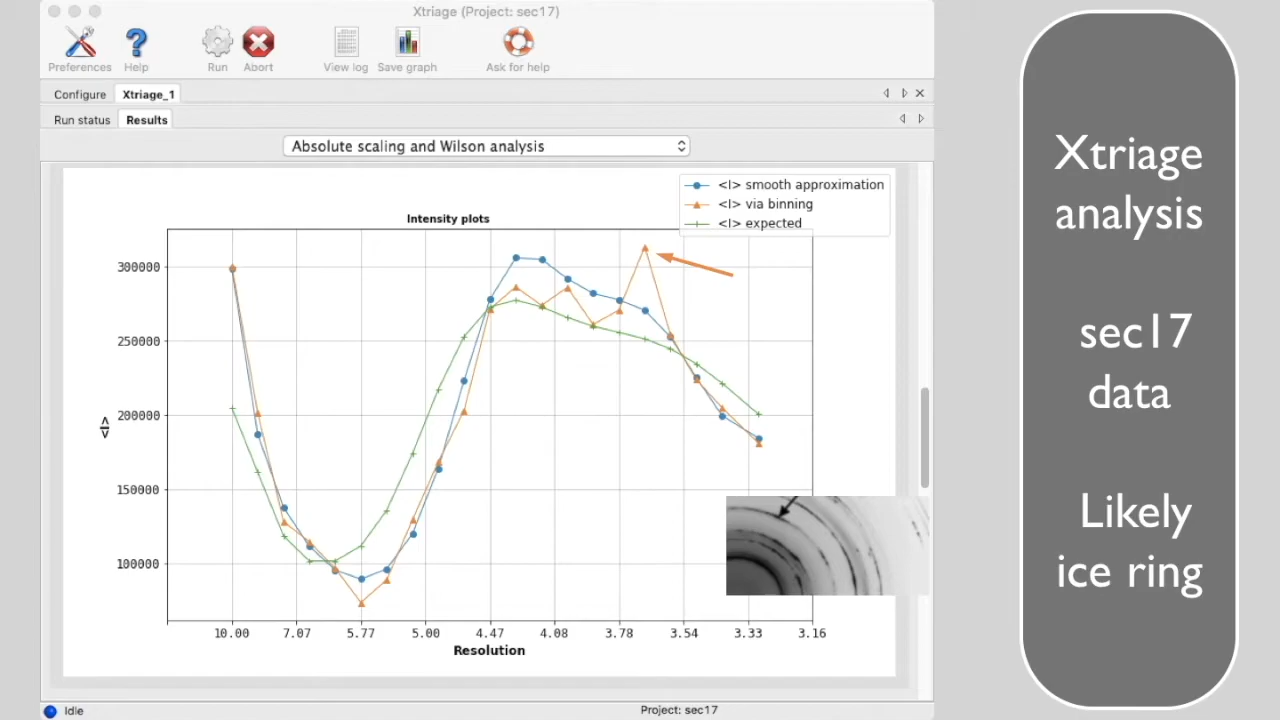 Xtriage (Project: sec17)
Preferences Help Run Abort View log Save graph Ask for help
Configure Xtriage_1
Run status Results
Absolute scaling and Wilson analysis
Intensity plots
<I> smooth approximation
<I> via binning
<I> expected
300000
250000
200000
150000
100000
<I>
10.00 7.07 5.77 5.00 4.47 4.08 3.78 3.54 3.33 3.16
Resolution
Idle
Project: sec17
Xtriage
analysis
sec17
data
Likely
ice ring